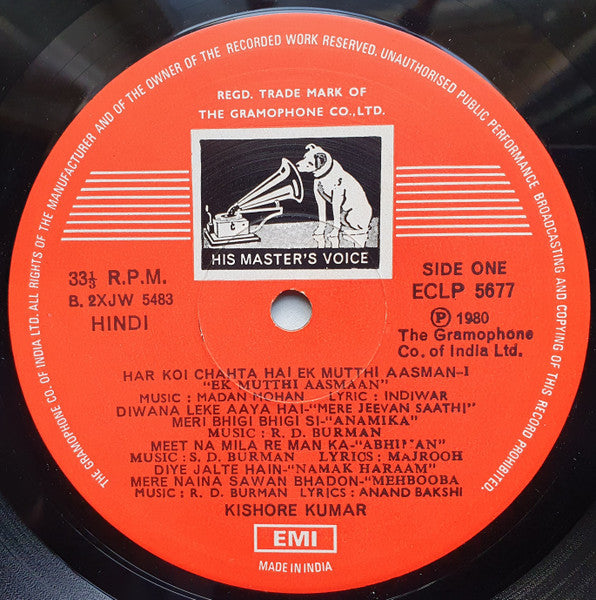 THE GRAMOPHONE CO. OF INDIA LTD. ALL RIGHTS OF THE MANUFACTURER AND OF THE OWNER OF THE RECORDED WORK RESERVED. UNAUTHORISED PUBLIC PERFORMANCE BROADCASTING AND COPYING OF THIS RECORD PROHIBITED.
REGD. TRADE MARK OF
THE GRAMOPHONE CO., LTD.
HIS MASTER'S VOICE
33⅓ R.P.M.
B. 2XJW 5483
HINDI
SIDE ONE
ECLP 5677
Ⓟ 1980
The Gramophone
Co. of India Ltd.
HAR KOI CHAHTA HAI EK MUTTHI AASMAN-I
"EK MUTTHI AASMAAN"
MUSIC : MADAN MOHAN LYRIC : INDIWAR
DIWANA LEKE AAYA HAI-"MERE JEEVAN SAATHI"
MERI BHIGI BHIGI SI-"ANAMIKA"
MUSIC : R. D. BURMAN
MEET NA MILA RE MAN KA-"ABHIMAN"
MUSIC : S. D. BURMAN LYRICS : MAJROOH
DIYE JALTE HAIN-"NAMAK HARAAM"
MERE NAINA SAWAN BHADON-"MEHBOOBA
MUSIC : R. D. BURMAN LYRICS : ANAND BAKSHI
KISHORE KUMAR
EMI
MADE IN INDIA